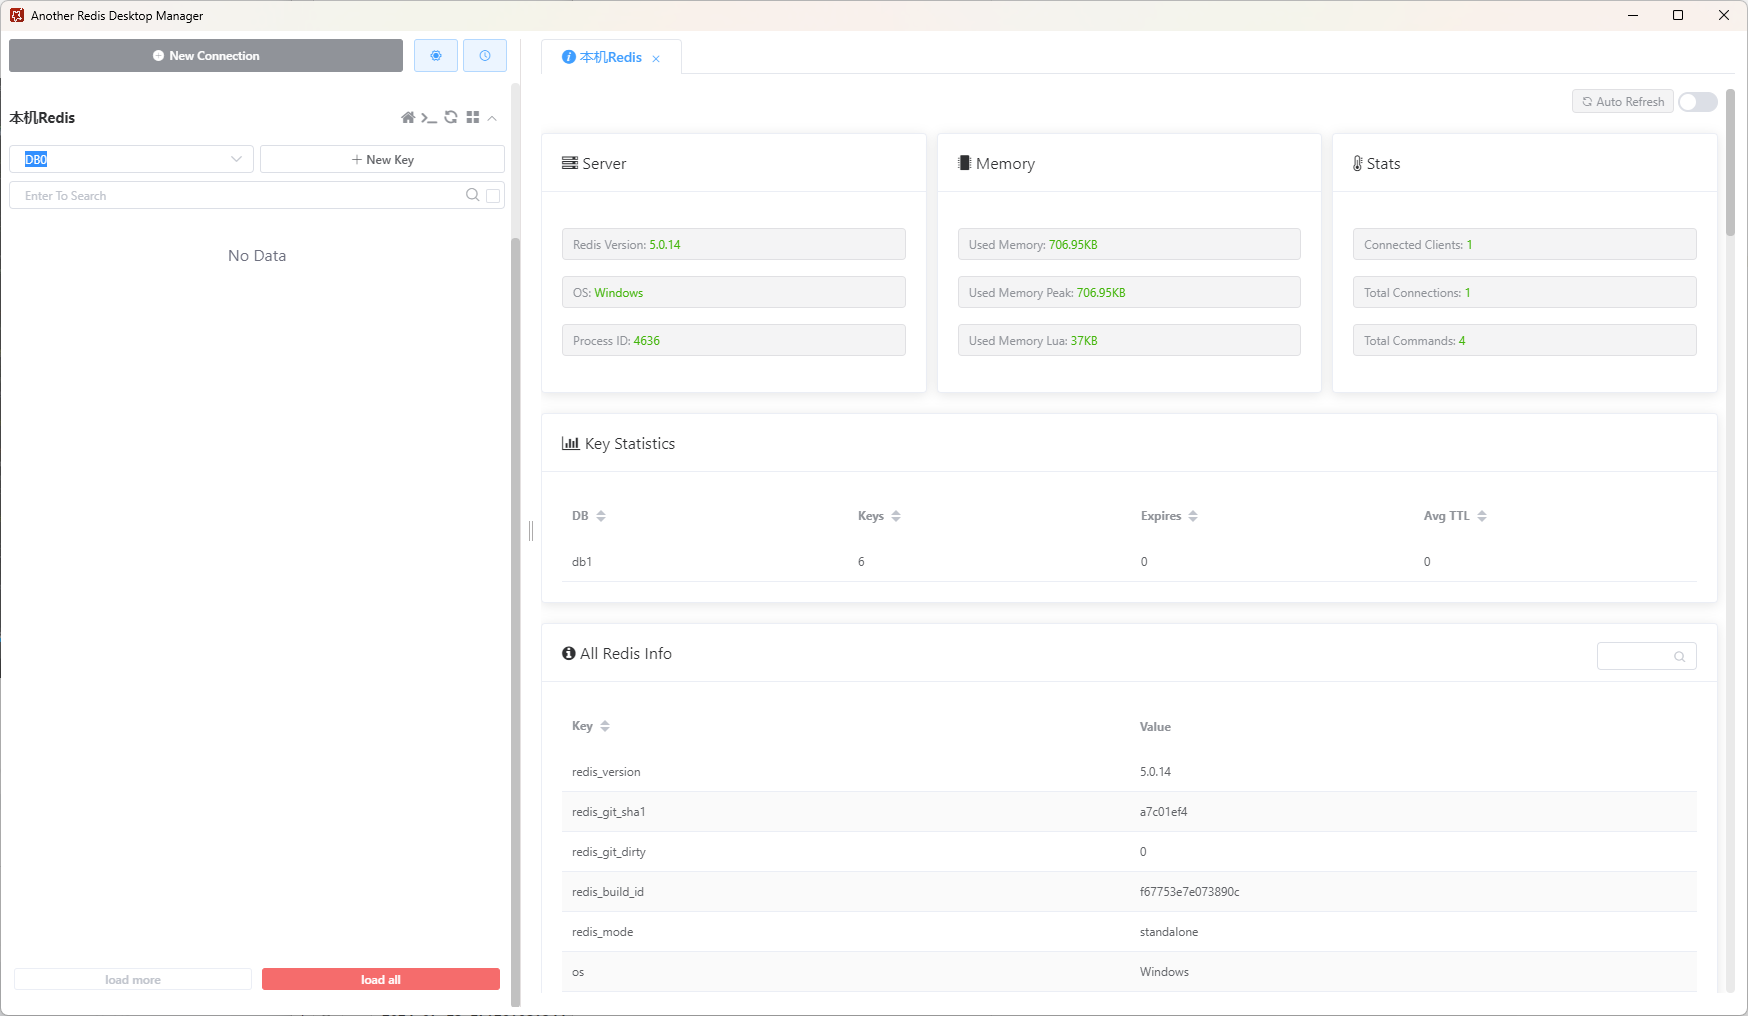 Another Redis Desktop Manager
New Connection
本机Redis
本机Redis
DB0
New Key
Enter To Search
No Data
load more
load all
Auto Refresh
Server
Redis Version: 5.0.14
OS: Windows
Process ID: 4636
Memory
Used Memory: 706.95KB
Used Memory Peak: 706.95KB
Used Memory Lua: 37KB
Stats
Connected Clients: 1
Total Connections: 1
Total Commands: 4
Key Statistics
DB Keys Expires Avg TTL
db1 6 0 0
All Redis Info
Key Value
redis_version 5.0.14
redis_git_sha1 a7c01ef4
redis_git_dirty 0
redis_build_id f67753e7e073890c
redis_mode standalone
os Windows